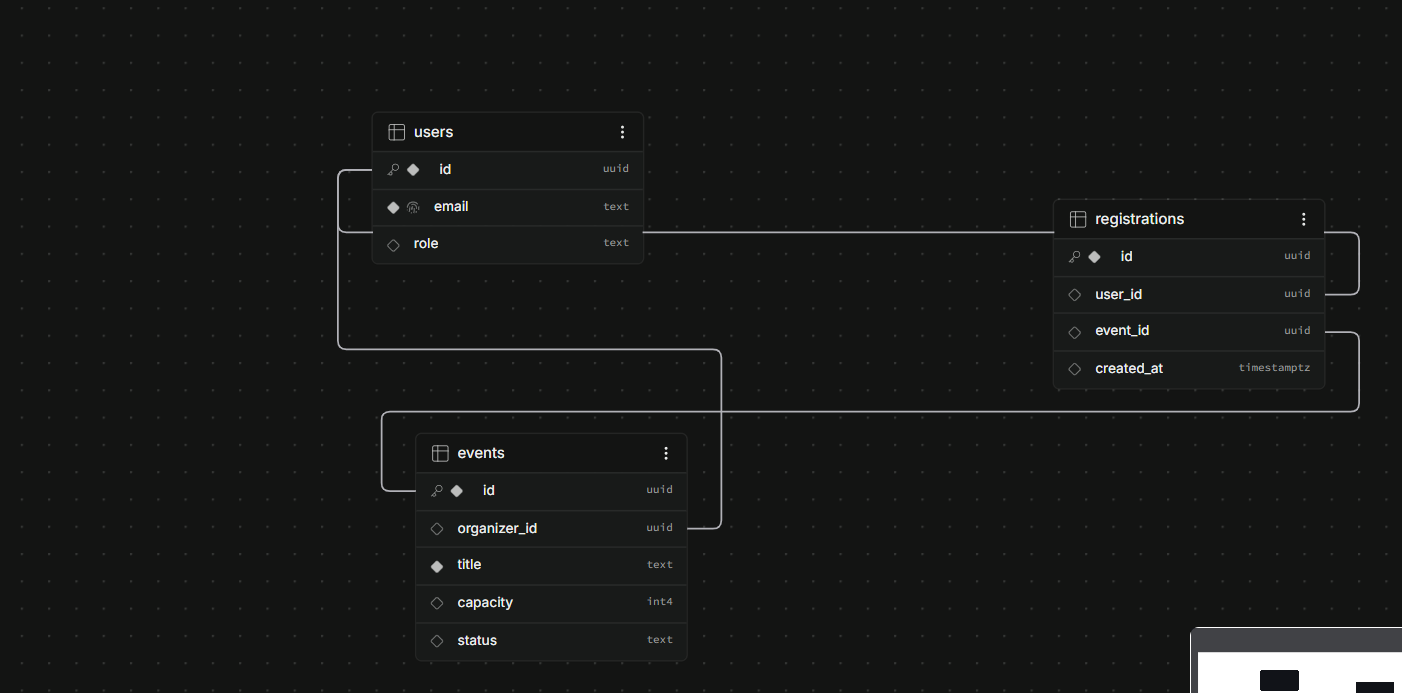 users
id uuid
email text
role text
registrations
id uuid
user_id uuid
event_id uuid
created_at timestamptz
events
id uuid
organizer_id uuid
title text
capacity int4
status text